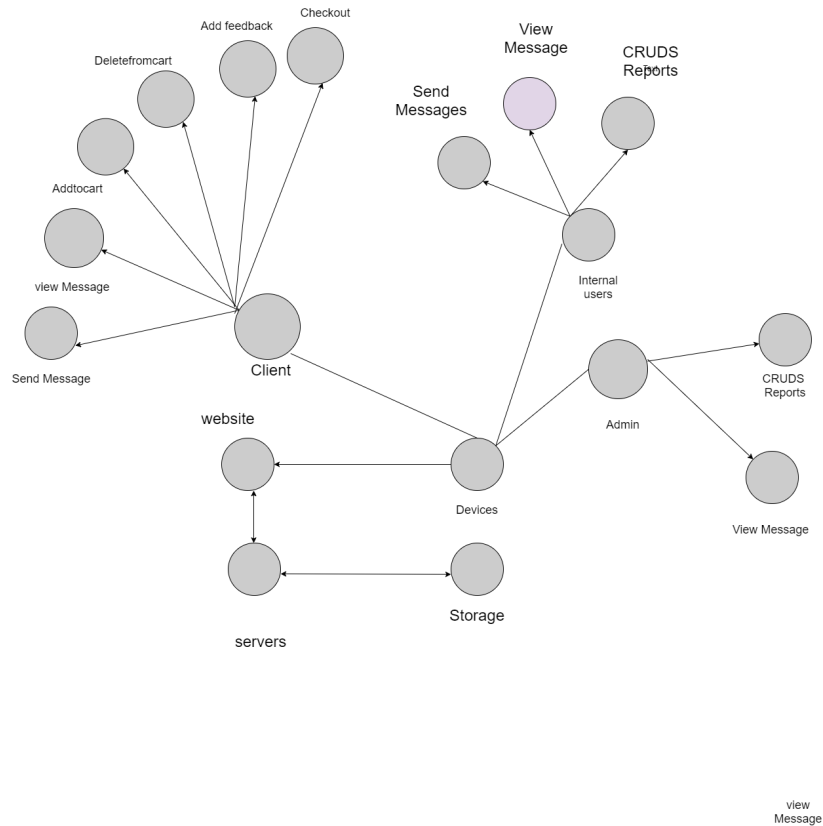 Checkout
Add feedback
View
Message
CRUDS
Reports
Deletefromcart
Send
Messages
Addtocart
view Message
Internal
users
Send Message
Client
CRUDS
Reports
website
Admin
Devices
View Message
Storage
servers
view
Message